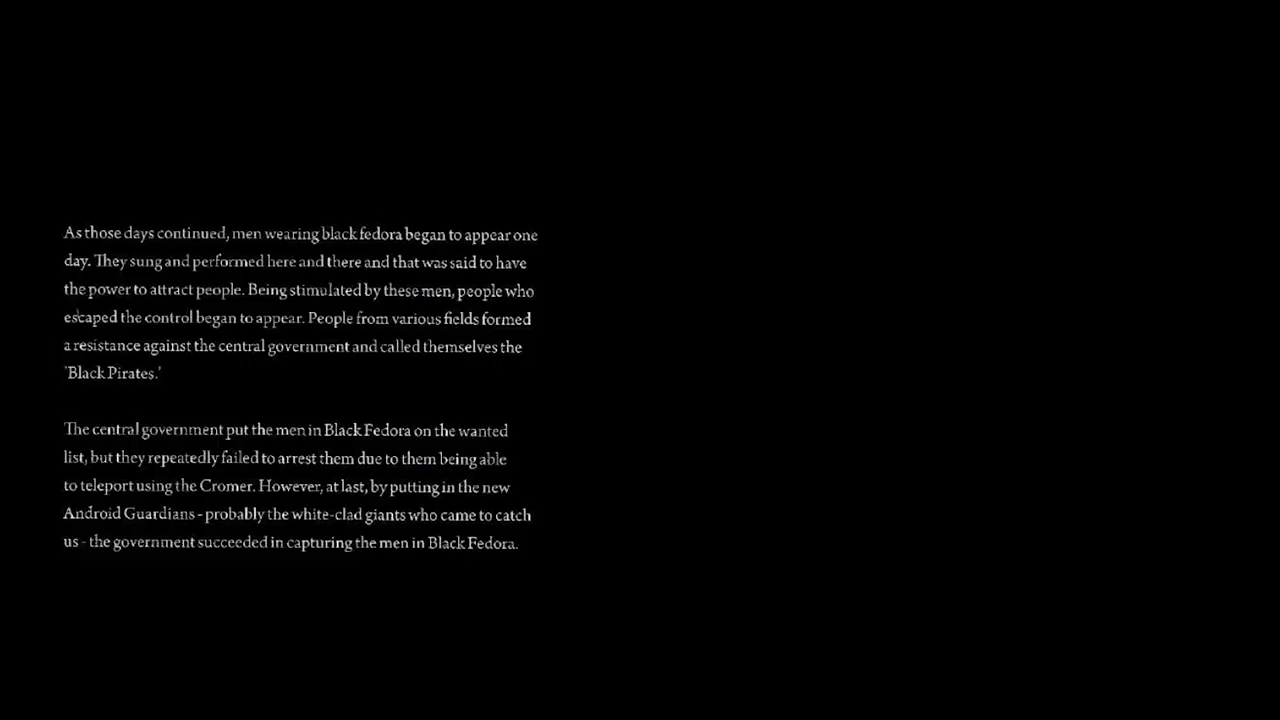 As those days continued, men wearing black fedora began to appear one
day. They sung and performed here and there and that was said to have
the power to attract people. Being stimulated by these men, people who
escaped the control began to appear. People from various fields formed
a resistance against the central government and called themselves the
'Black Pirates.'
The central government put the men in Black Fedora on the wanted
list, but they repeatedly failed to arrest them due to them being able
to teleport using the Cromer. However, at last, by putting in the new
Android Guardians - probably the white-clad giants who came to catch
us - the government succeeded in capturing the men in Black Fedora.